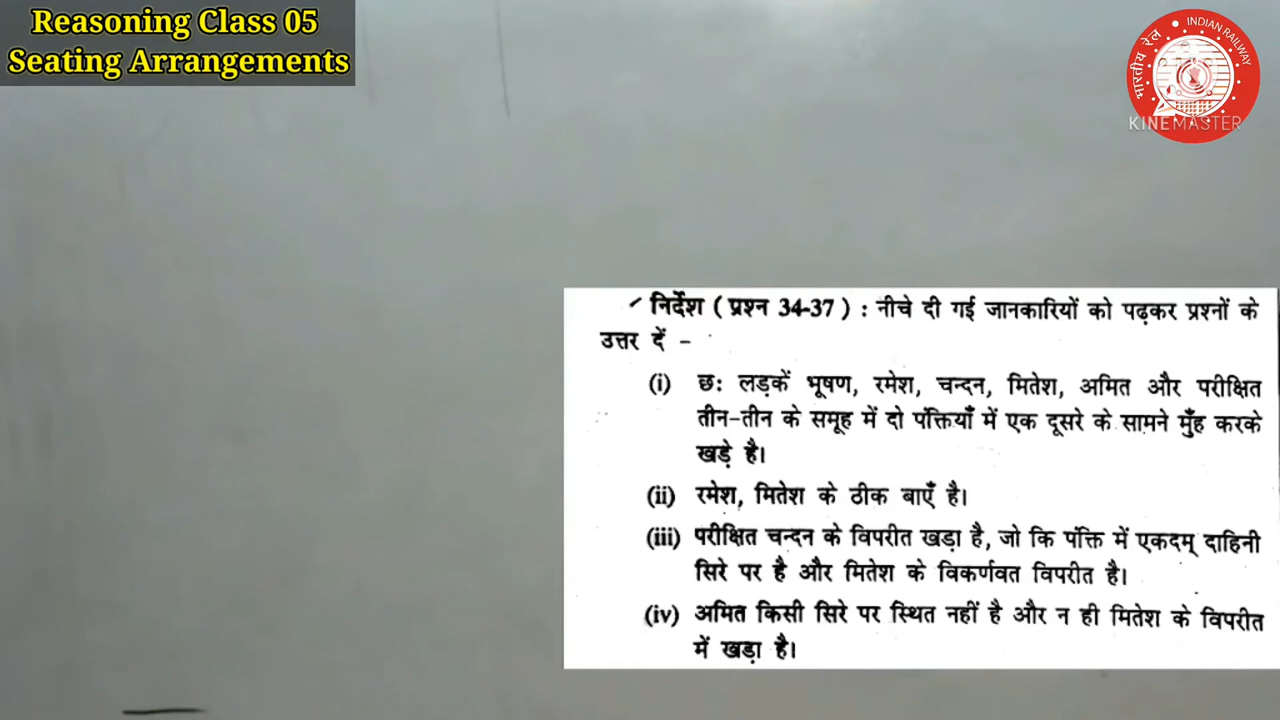 Reasoning Class 05
Seating Arrangements
भारतीय रेल • INDIAN RAILWAY
KINEMASTER
निर्देश ( प्रश्न 34-37 ) : नीचे दी गई जानकारियों को पढ़कर प्रश्नों के
उत्तर दें –
(i) छः लड़कें भूषण, रमेश, चन्दन, मितेश, अमित और परीक्षित
तीन-तीन के समूह में दो पंक्तियाँ में एक दूसरे के सामने मुँह करके
खड़े है।
(ii) रमेश, मितेश के ठीक बाएँ है।
(iii) परीक्षित चन्दन के विपरीत खड़ा है, जो कि पंक्ति में एकदम् दाहिनी
सिरे पर है और मितेश के विकर्णवत विपरीत है।
(iv) अमित किसी सिरे पर स्थित नहीं है और न ही मितेश के विपरीत
में खड़ा है।